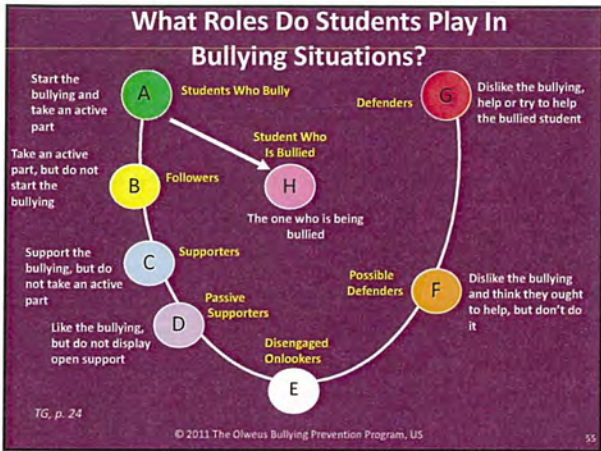 What Roles Do Students Play In
Bullying Situations?
Start the
bullying and
take an active
part
A
Students Who Bully
Take an active
part, but do not
start the
bullying
B
Followers
Support the
bullying, but do
not take an active
part
C
Supporters
Like the bullying,
but do not display
open support
D
Passive
Supporters
Disengaged
Onlookers
E
Possible
Defenders
F
Dislike the bullying
and think they ought
to help, but don't do
it
Defenders
G
Dislike the bullying,
help or try to help
the bullied student
Student Who
Is Bullied
H
The one who is being
bullied
TG, p. 24
© 2011 The Olweus Bullying Prevention Program, US
55